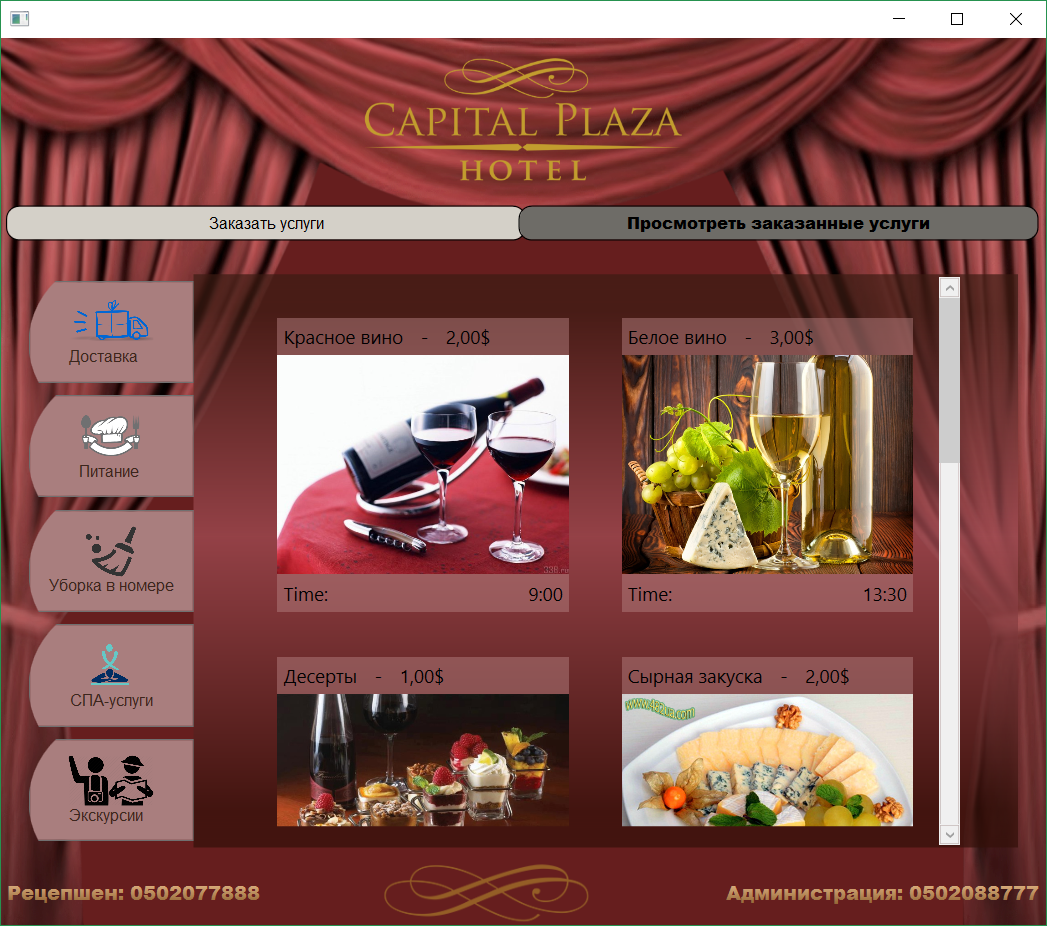 CAPITAL PLAZA
HOTEL
Заказать услуги
Просмотреть заказанные услуги
Доставка
Питание
Уборка в номере
СПА-услуги
Экскурсии
Красное вино - 2,00$
Time: 9:00
Белое вино - 3,00$
Time: 13:30
Десерты - 1,00$
Сырная закуска - 2,00$
Рецепшен: 0502077888
Администрация: 0502088777